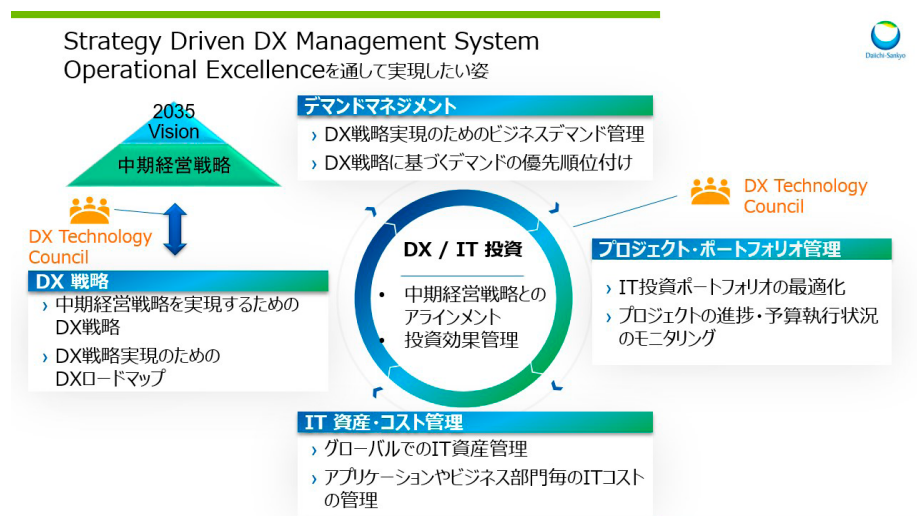 Strategy Driven DX Management System
Operational Excellenceを通して実現したい姿
Daiichi-Sankyo
2035
Vision
中期経営戦略
デマンドマネジメント
› DX戦略実現のためのビジネスデマンド管理
› DX戦略に基づくデマンドの優先順位付け
DX Technology
Council
DX Technology
Council
DX 戦略
› 中期経営戦略を実現するための
DX戦略
› DX戦略実現のための
DXロードマップ
DX / IT 投資
• 中期経営戦略との
アラインメント
• 投資効果管理
プロジェクト・ポートフォリオ管理
› IT投資ポートフォリオの最適化
› プロジェクトの進捗・予算執行状況
のモニタリング
IT 資産・コスト管理
› グローバルでのIT資産管理
› アプリケーションやビジネス部門毎のITコスト
の管理